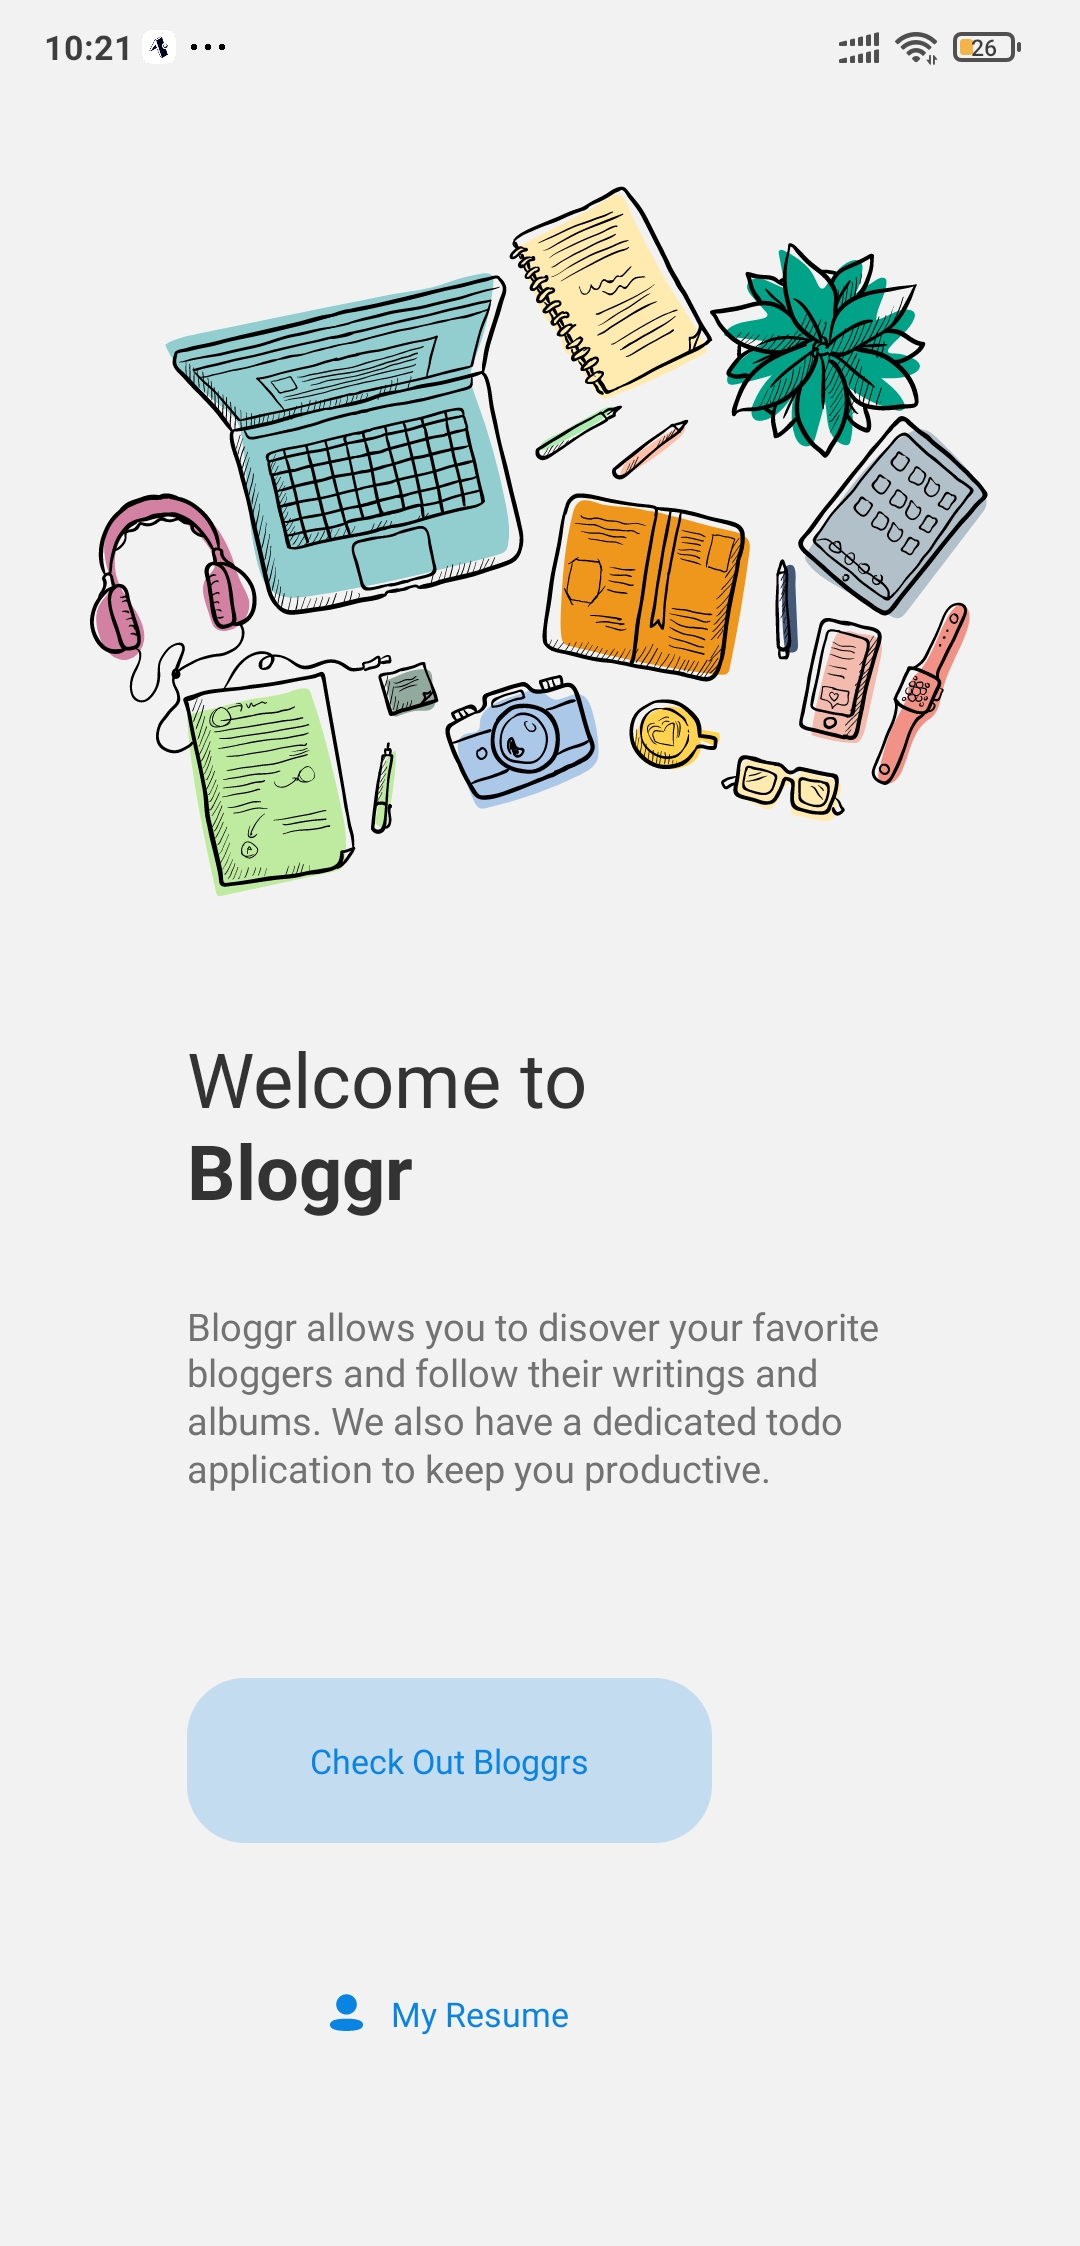 10:21
26
Welcome to
Bloggr
Bloggr allows you to disover your favorite
bloggers and follow their writings and
albums. We also have a dedicated todo
application to keep you productive.
Check Out Bloggrs
My Resume